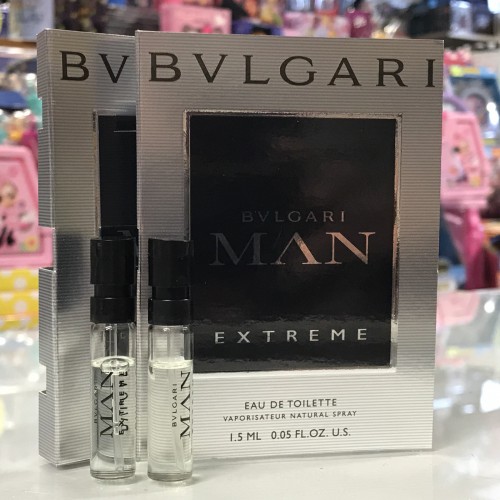 BV
BVLGARI
BVLGARI
MAN
EXTREME
EAU DE TOILETTE
VAPORISATEUR NATURAL SPRAY
1.5 ML 0.05 FL.OZ. U.S.
BVLGARI
MAN
EXTREME
BVLGARI
MAN